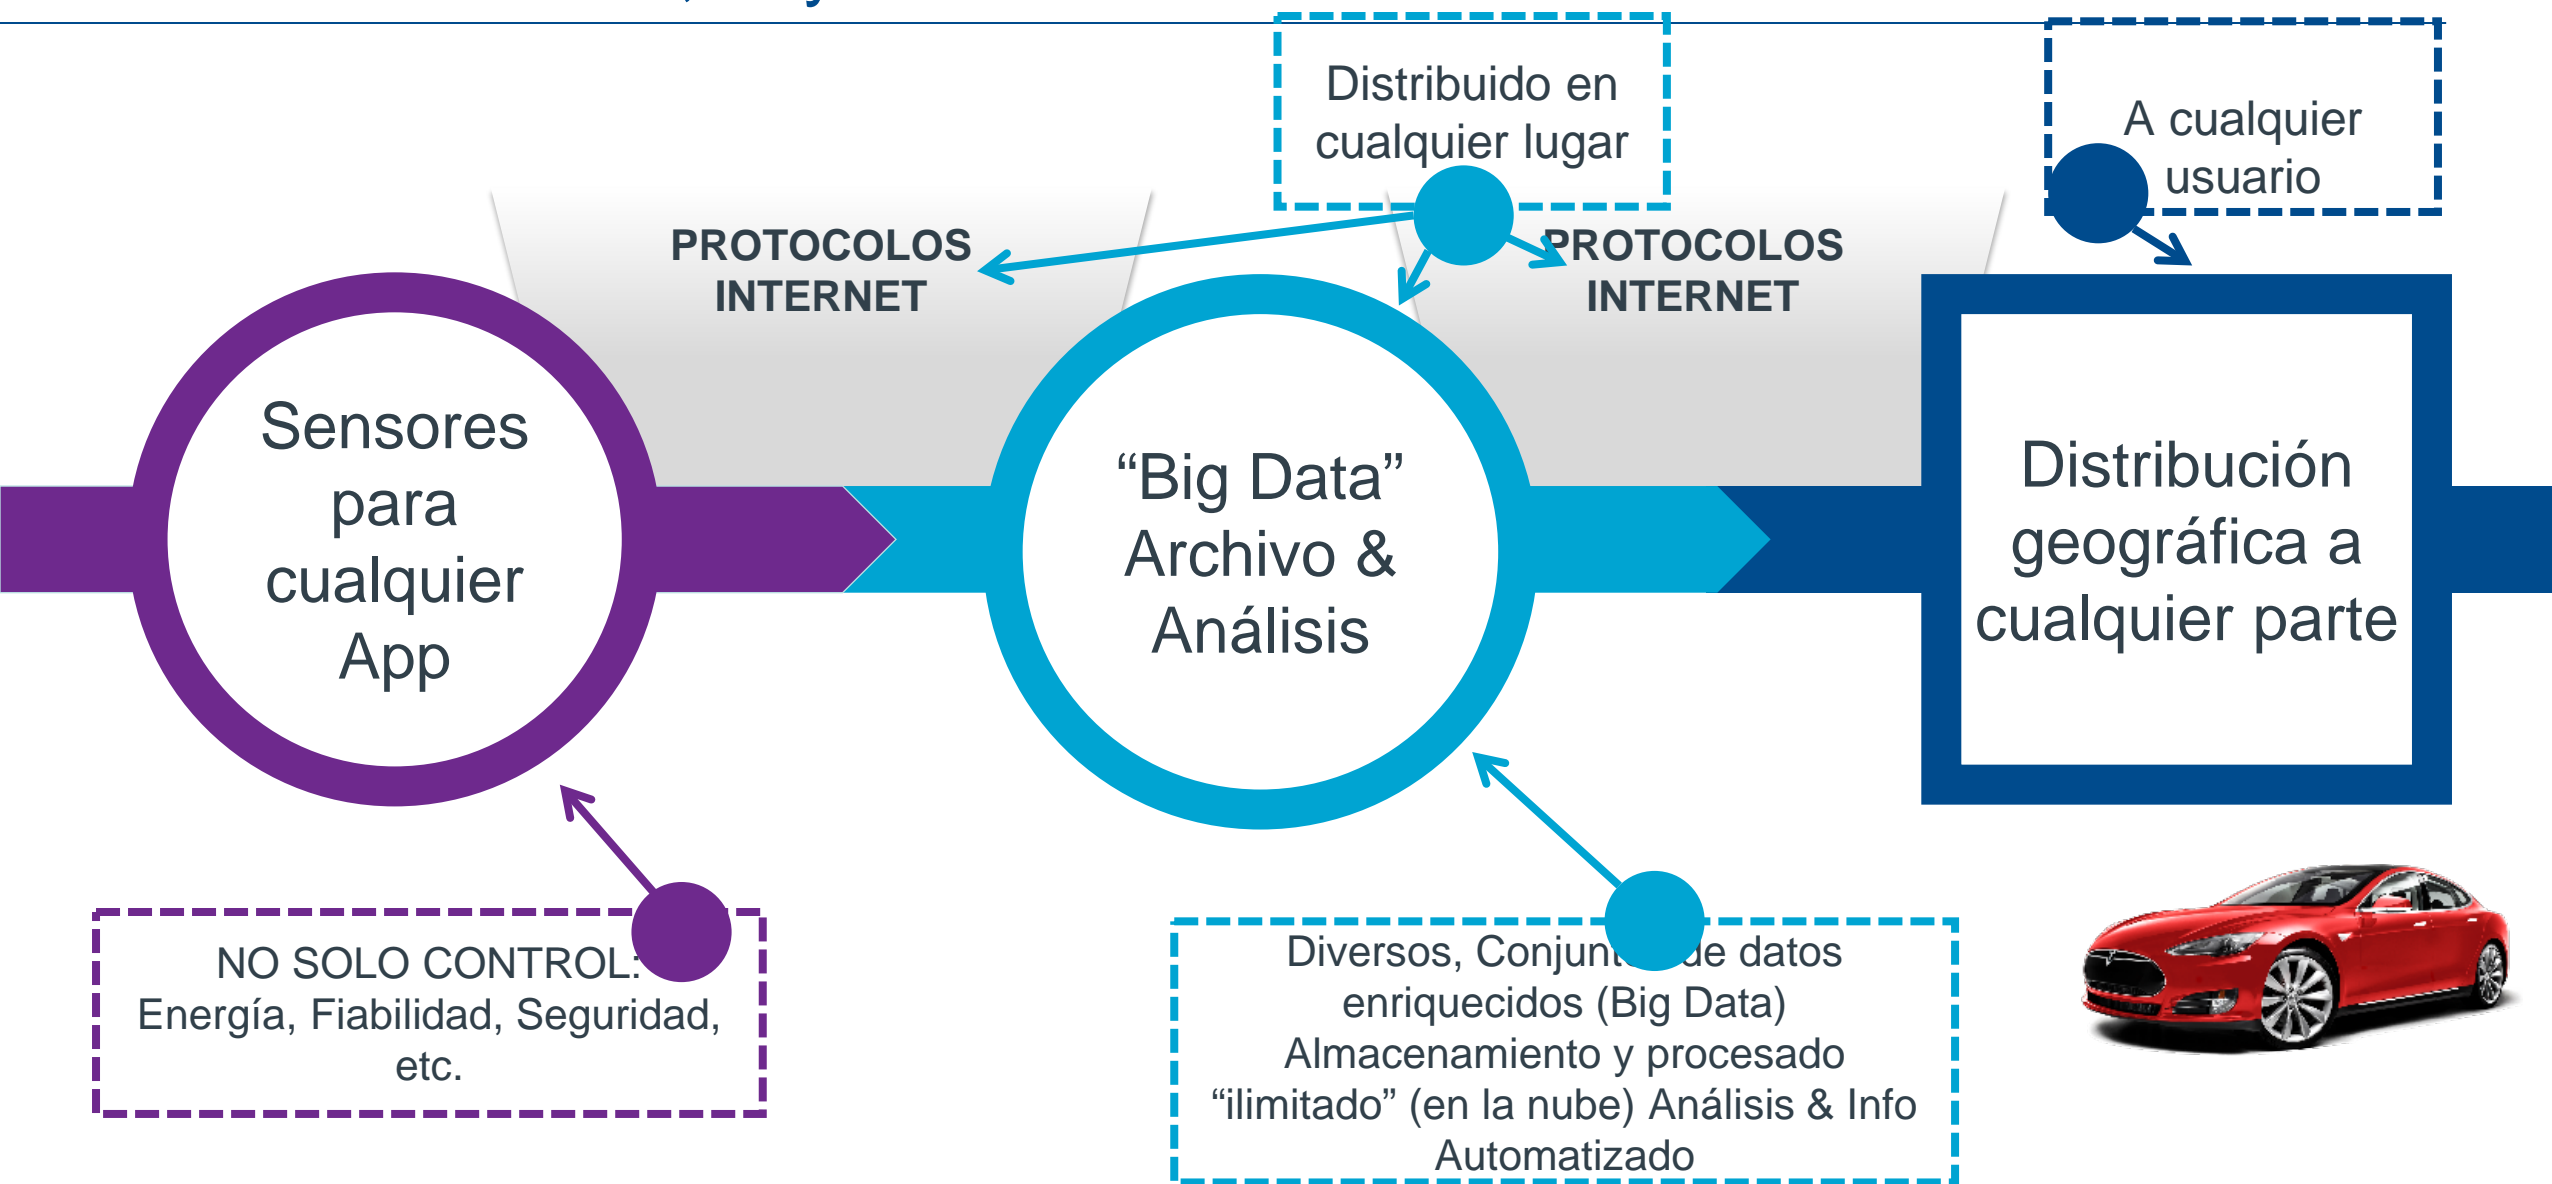 Distribuido en
cualquier lugar
A cualquier
usuario
PROTOCOLOS
INTERNET
PROTOCOLOS
INTERNET
Sensores
para
cualquier
App
“Big Data”
Archivo &
Análisis
Distribución
geográfica a
cualquier parte
NO SOLO CONTROL:
Energía, Fiabilidad, Seguridad,
etc.
Diversos, de datos
enriquecidos (Big Data)
Almacenamiento y procesado
“ilimitado” (en la nube) Análisis & Info
Automatizado